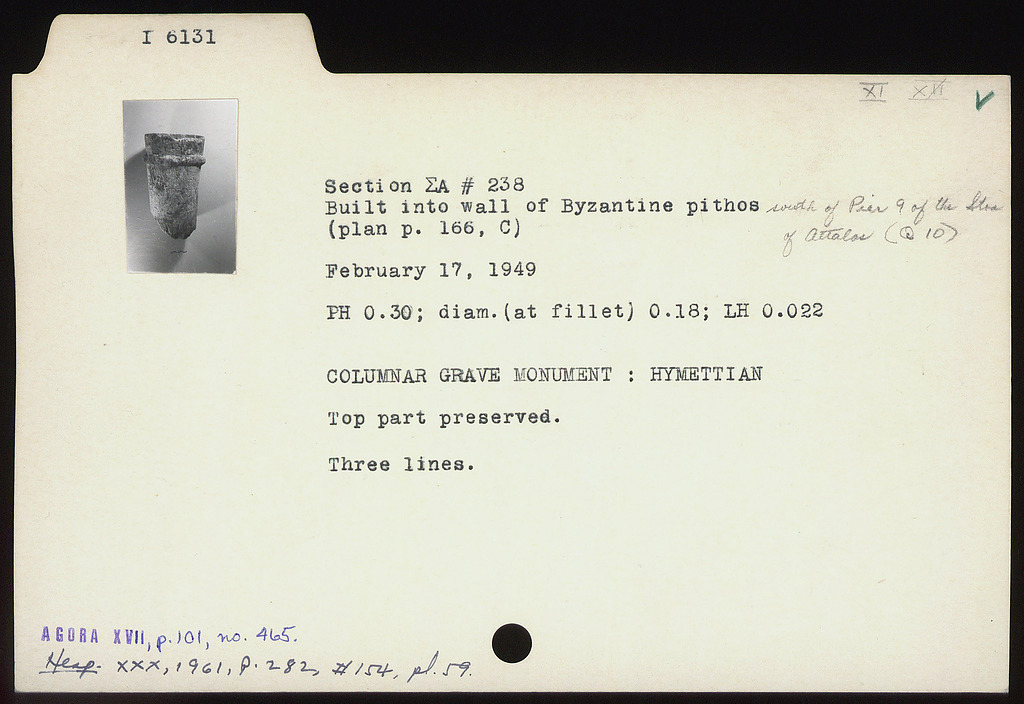 I 6131
XI XVI
Section ΣA # 238
Built into wall of Byzantine pithos south of Pier 9 of the Stoa
(plan p. 166, C) of Attalos (Q 10)
February 17, 1949
PH 0.30; diam.(at fillet) 0.18; LH 0.022
COLUMNAR GRAVE MONUMENT : HYMETTIAN
Top part preserved.
Three lines.
AGORA XVII, p.101, no. 465.
Hesp. XXX, 1961, p. 282, #154, pl. 59.